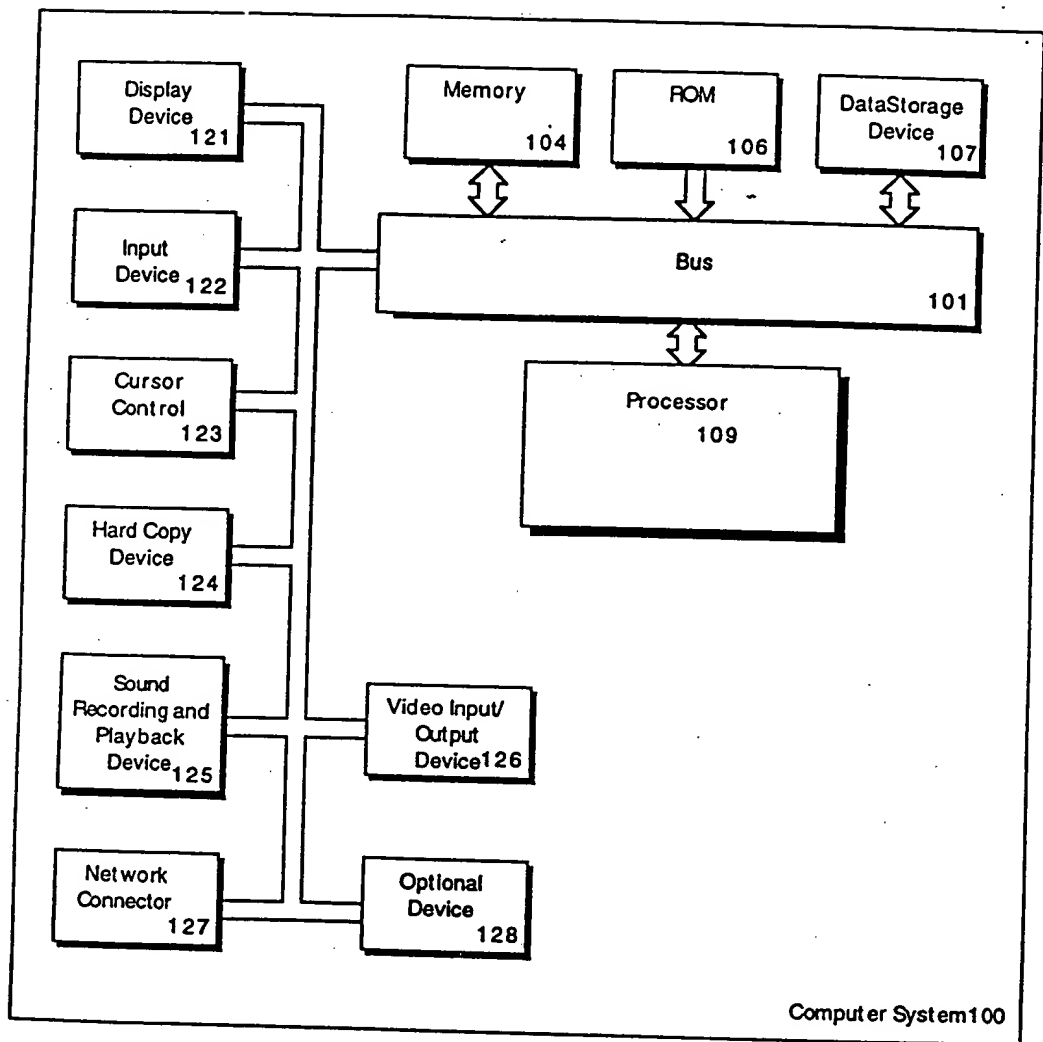 Display
Device
121
Memory
104
ROM
106
DataStorage
Device
107
Input
Device
122
Bus
101
Cursor
Control
123
Processor
109
Hard Copy
Device
124
Sound
Recording and
Playback
Device
125
Video Input/
Output
Device126
Network
Connector
127
Optional
Device
128
Computer System100